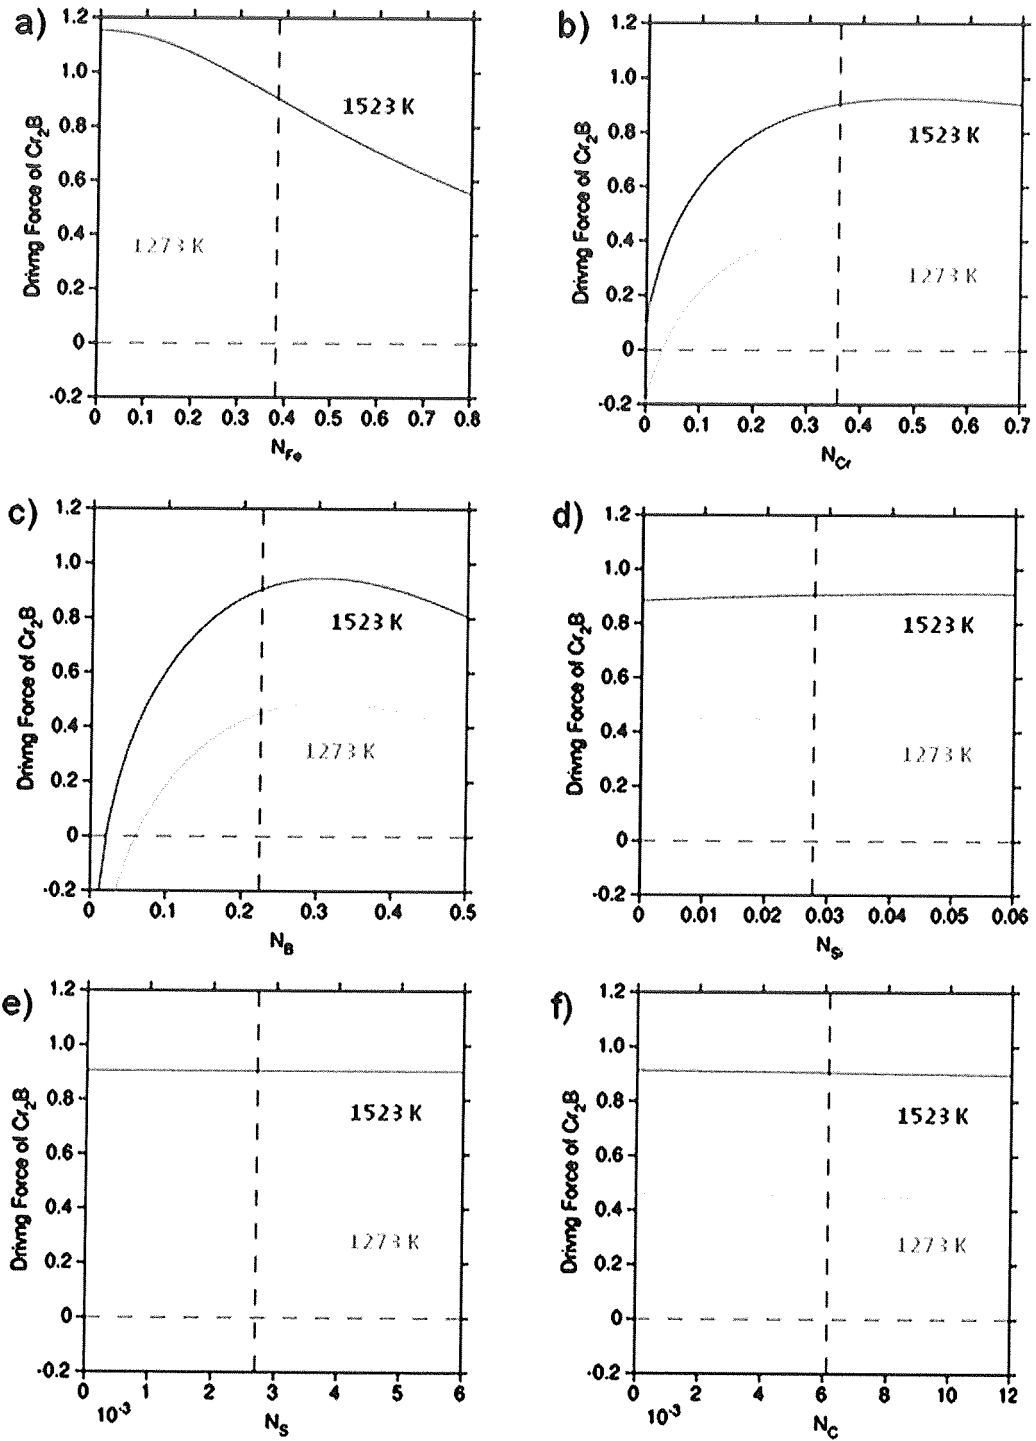 a)
Drivng Force of Cr2B
1.2
1.0
0.8
0.6
0.4
0.2
0
-0.2
1523 K
1273 K
0 0.1 0.2 0.3 0.4 0.5 0.6 0.7 0.8
NFe
b)
Drivng Force of Cr2B
1.2
1.0
0.8
0.6
0.4
0.2
0
-0.2
1523 K
1273 K
0 0.1 0.2 0.3 0.4 0.5 0.6 0.7
NCr
c)
Drivng Force of Cr2B
1.2
1.0
0.8
0.6
0.4
0.2
0
-0.2
1523 K
1273 K
0 0.1 0.2 0.3 0.4 0.5
NB
d)
Drivng Force of Cr2B
1.2
1.0
0.8
0.6
0.4
0.2
0
-0.2
1523 K
1273 K
0 0.01 0.02 0.03 0.04 0.05 0.06
NSi
e)
Drivng Force of Cr2B
1.2
1.0
0.8
0.6
0.4
0.2
0
-0.2
1523 K
1273 K
0 1 2 3 4 5 6
10-3
NS
f)
Drivng Force of Cr2B
1.2
1.0
0.8
0.6
0.4
0.2
0
-0.2
1523 K
1273 K
0 2 4 6 8 10 12
10-3
NC